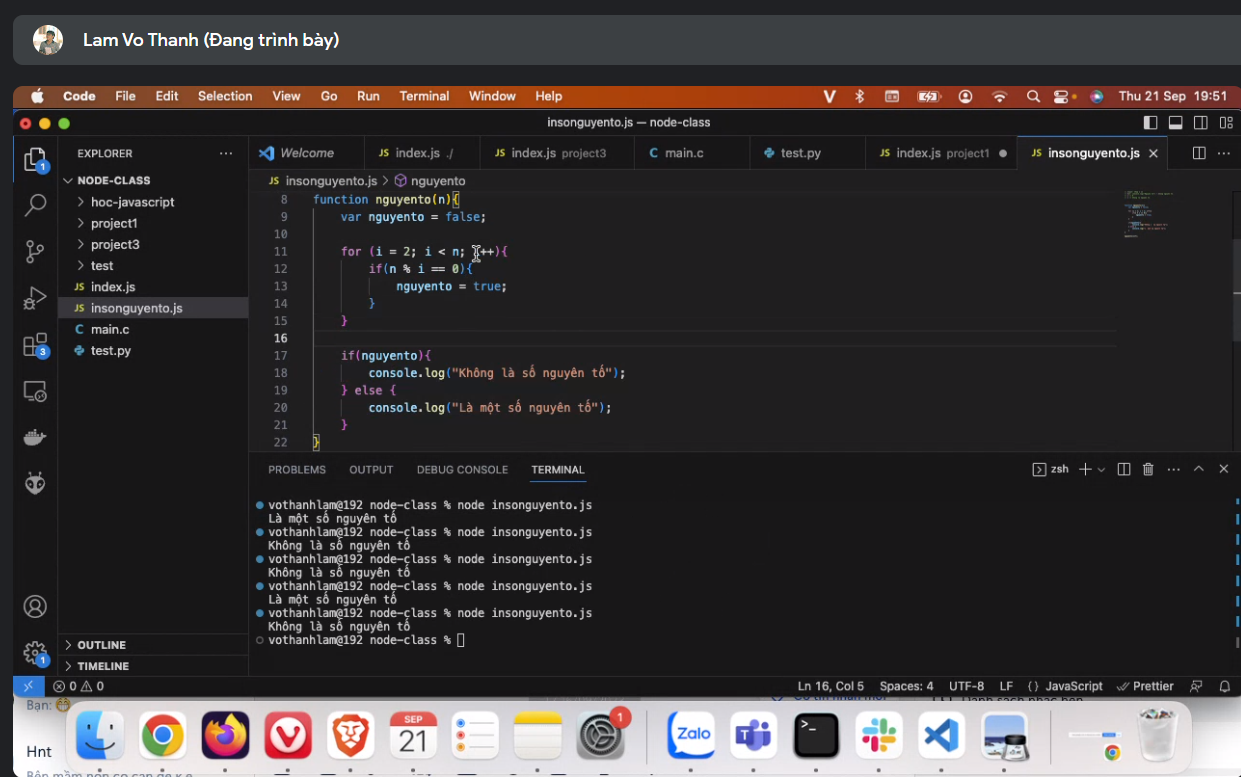 Lam Vo Thanh (Đang trình bày)
Code File Edit Selection View Go Run Terminal Window Help Thu 21 Sep 19:51
insonguyento.js — node-class
EXPLORER
Welcome JS index.js ./ JS index.js project3 C main.c test.py JS index.js project1 JS insonguyento.js
NODE-CLASS
hoc-javascript
project1
project3
test
JS index.js
JS insonguyento.js
C main.c
test.py
OUTLINE
TIMELINE
JS insonguyento.js > nguyento
8 function nguyento(n){
9 var nguyento = false;
10
11 for (i = 2; i < n; i++){
12 if(n % i == 0){
13 nguyento = true;
14 }
15 }
16
17 if(nguyento){
18 console.log("Không là số nguyên tố");
19 } else {
20 console.log("Là một số nguyên tố");
21 }
22 }
PROBLEMS OUTPUT DEBUG CONSOLE TERMINAL zsh
vothanhlam@192 node-class % node insonguyento.js
Là một số nguyên tố
vothanhlam@192 node-class % node insonguyento.js
Không là số nguyên tố
vothanhlam@192 node-class % node insonguyento.js
Không là số nguyên tố
vothanhlam@192 node-class % node insonguyento.js
Là một số nguyên tố
vothanhlam@192 node-class % node insonguyento.js
Không là số nguyên tố
vothanhlam@192 node-class %
0 0 Ln 16, Col 5 Spaces: 4 UTF-8 LF {} JavaScript Prettier
Bạn:
SEP
21
1
Zalo
Hnt